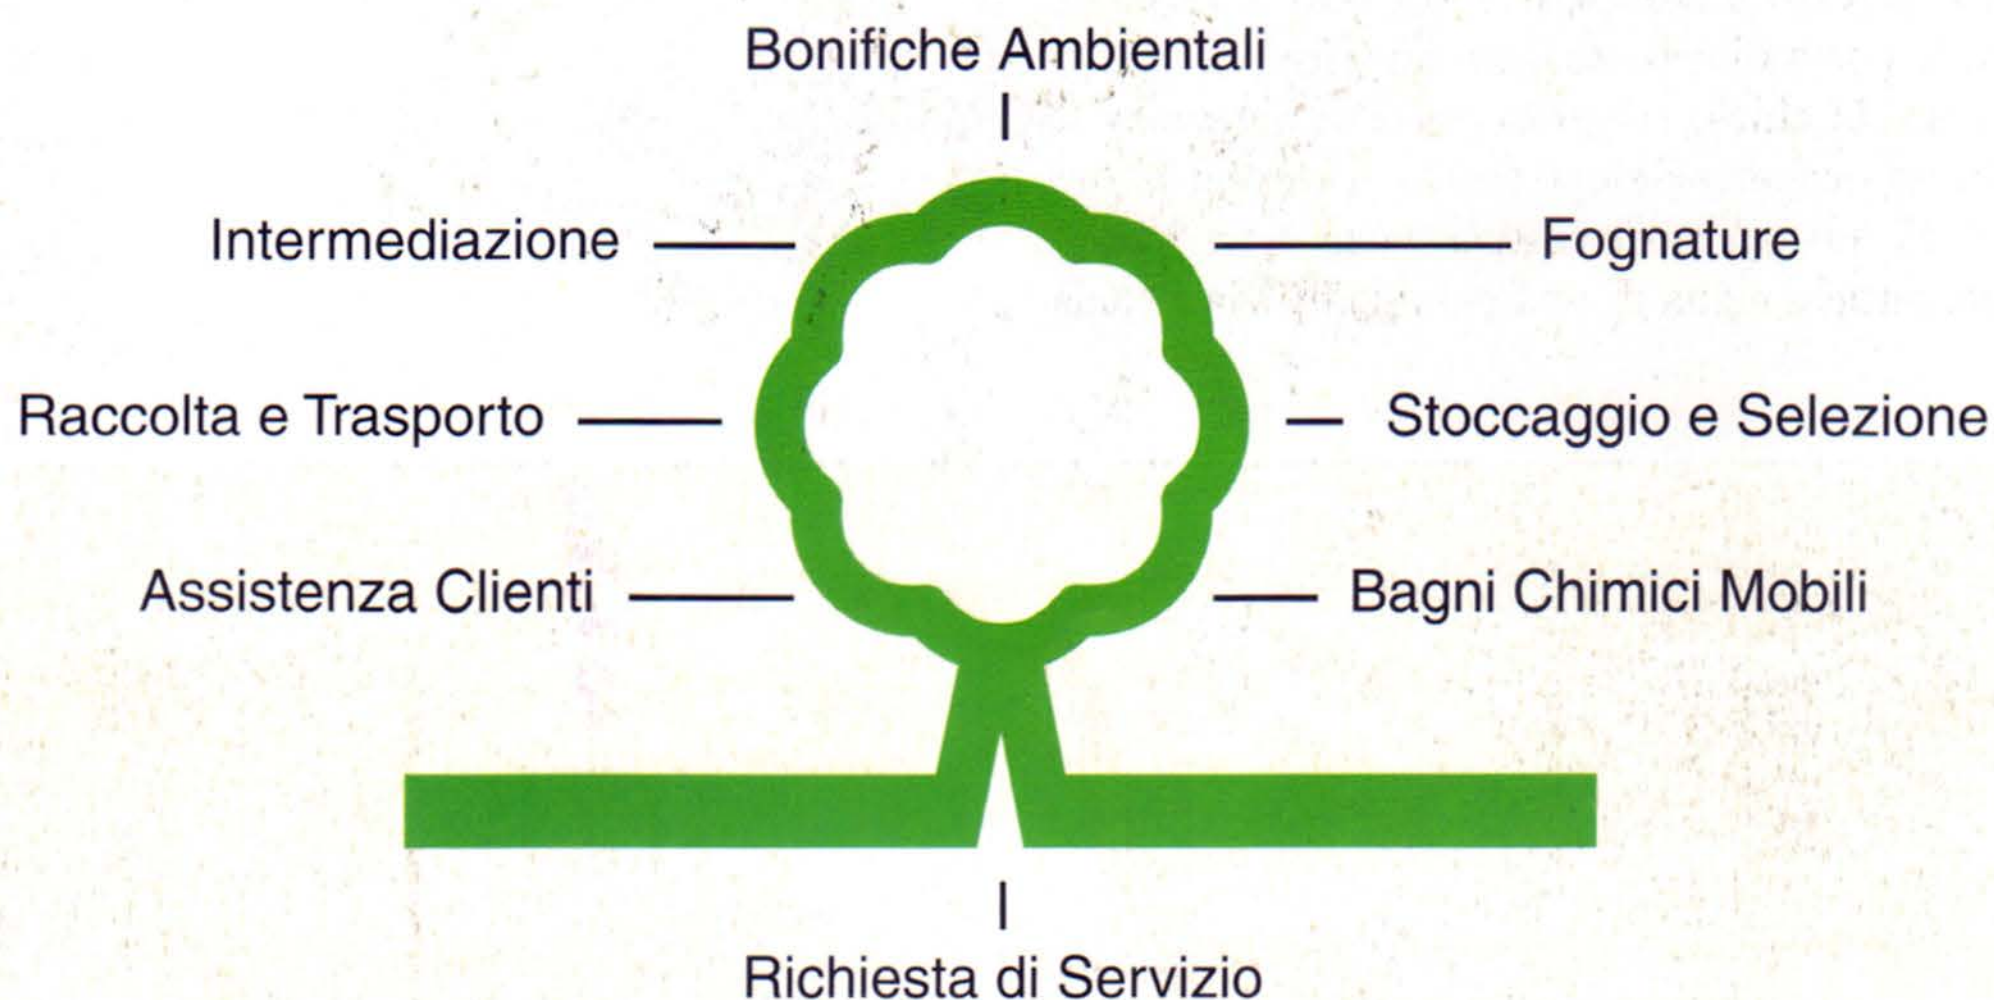 Bonifiche Ambientali
Intermediazione
Fognature
Raccolta e Trasporto
Stoccaggio e Selezione
Assistenza Clienti
Bagni Chimici Mobili
Richiesta di Servizio